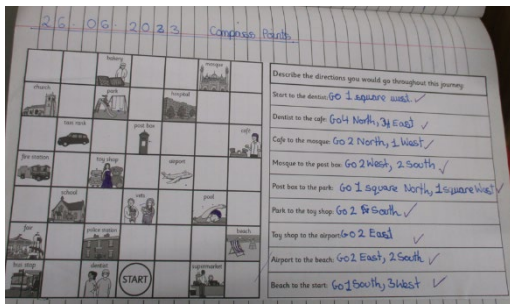 26.06.2023 Compass Points
factory
mosque
church
park
hospital
taxi rank
post box
café
fire station
toy shop
airport
school
vets
pool
fair
police station
beach
bus stop
dentist
START
supermarket
Describe the directions you would go throughout this journey.
Start to the dentist: GO 1 square west ✓
Dentist to the café: Go 4 North, 3 East ✓
Café to the mosque: Go 2 North, 1 West ✓
Mosque to the post box: Go 2 West, 2 South ✓
Post box to the park: Go 1 square North, 1 square West ✓
Park to the toy shop: Go 2 South ✓
Toy shop to the airport: Go 2 East ✓
Airport to the beach: Go 2 East, 2 South ✓
Beach to the start: Go 1 South, 3 West ✓